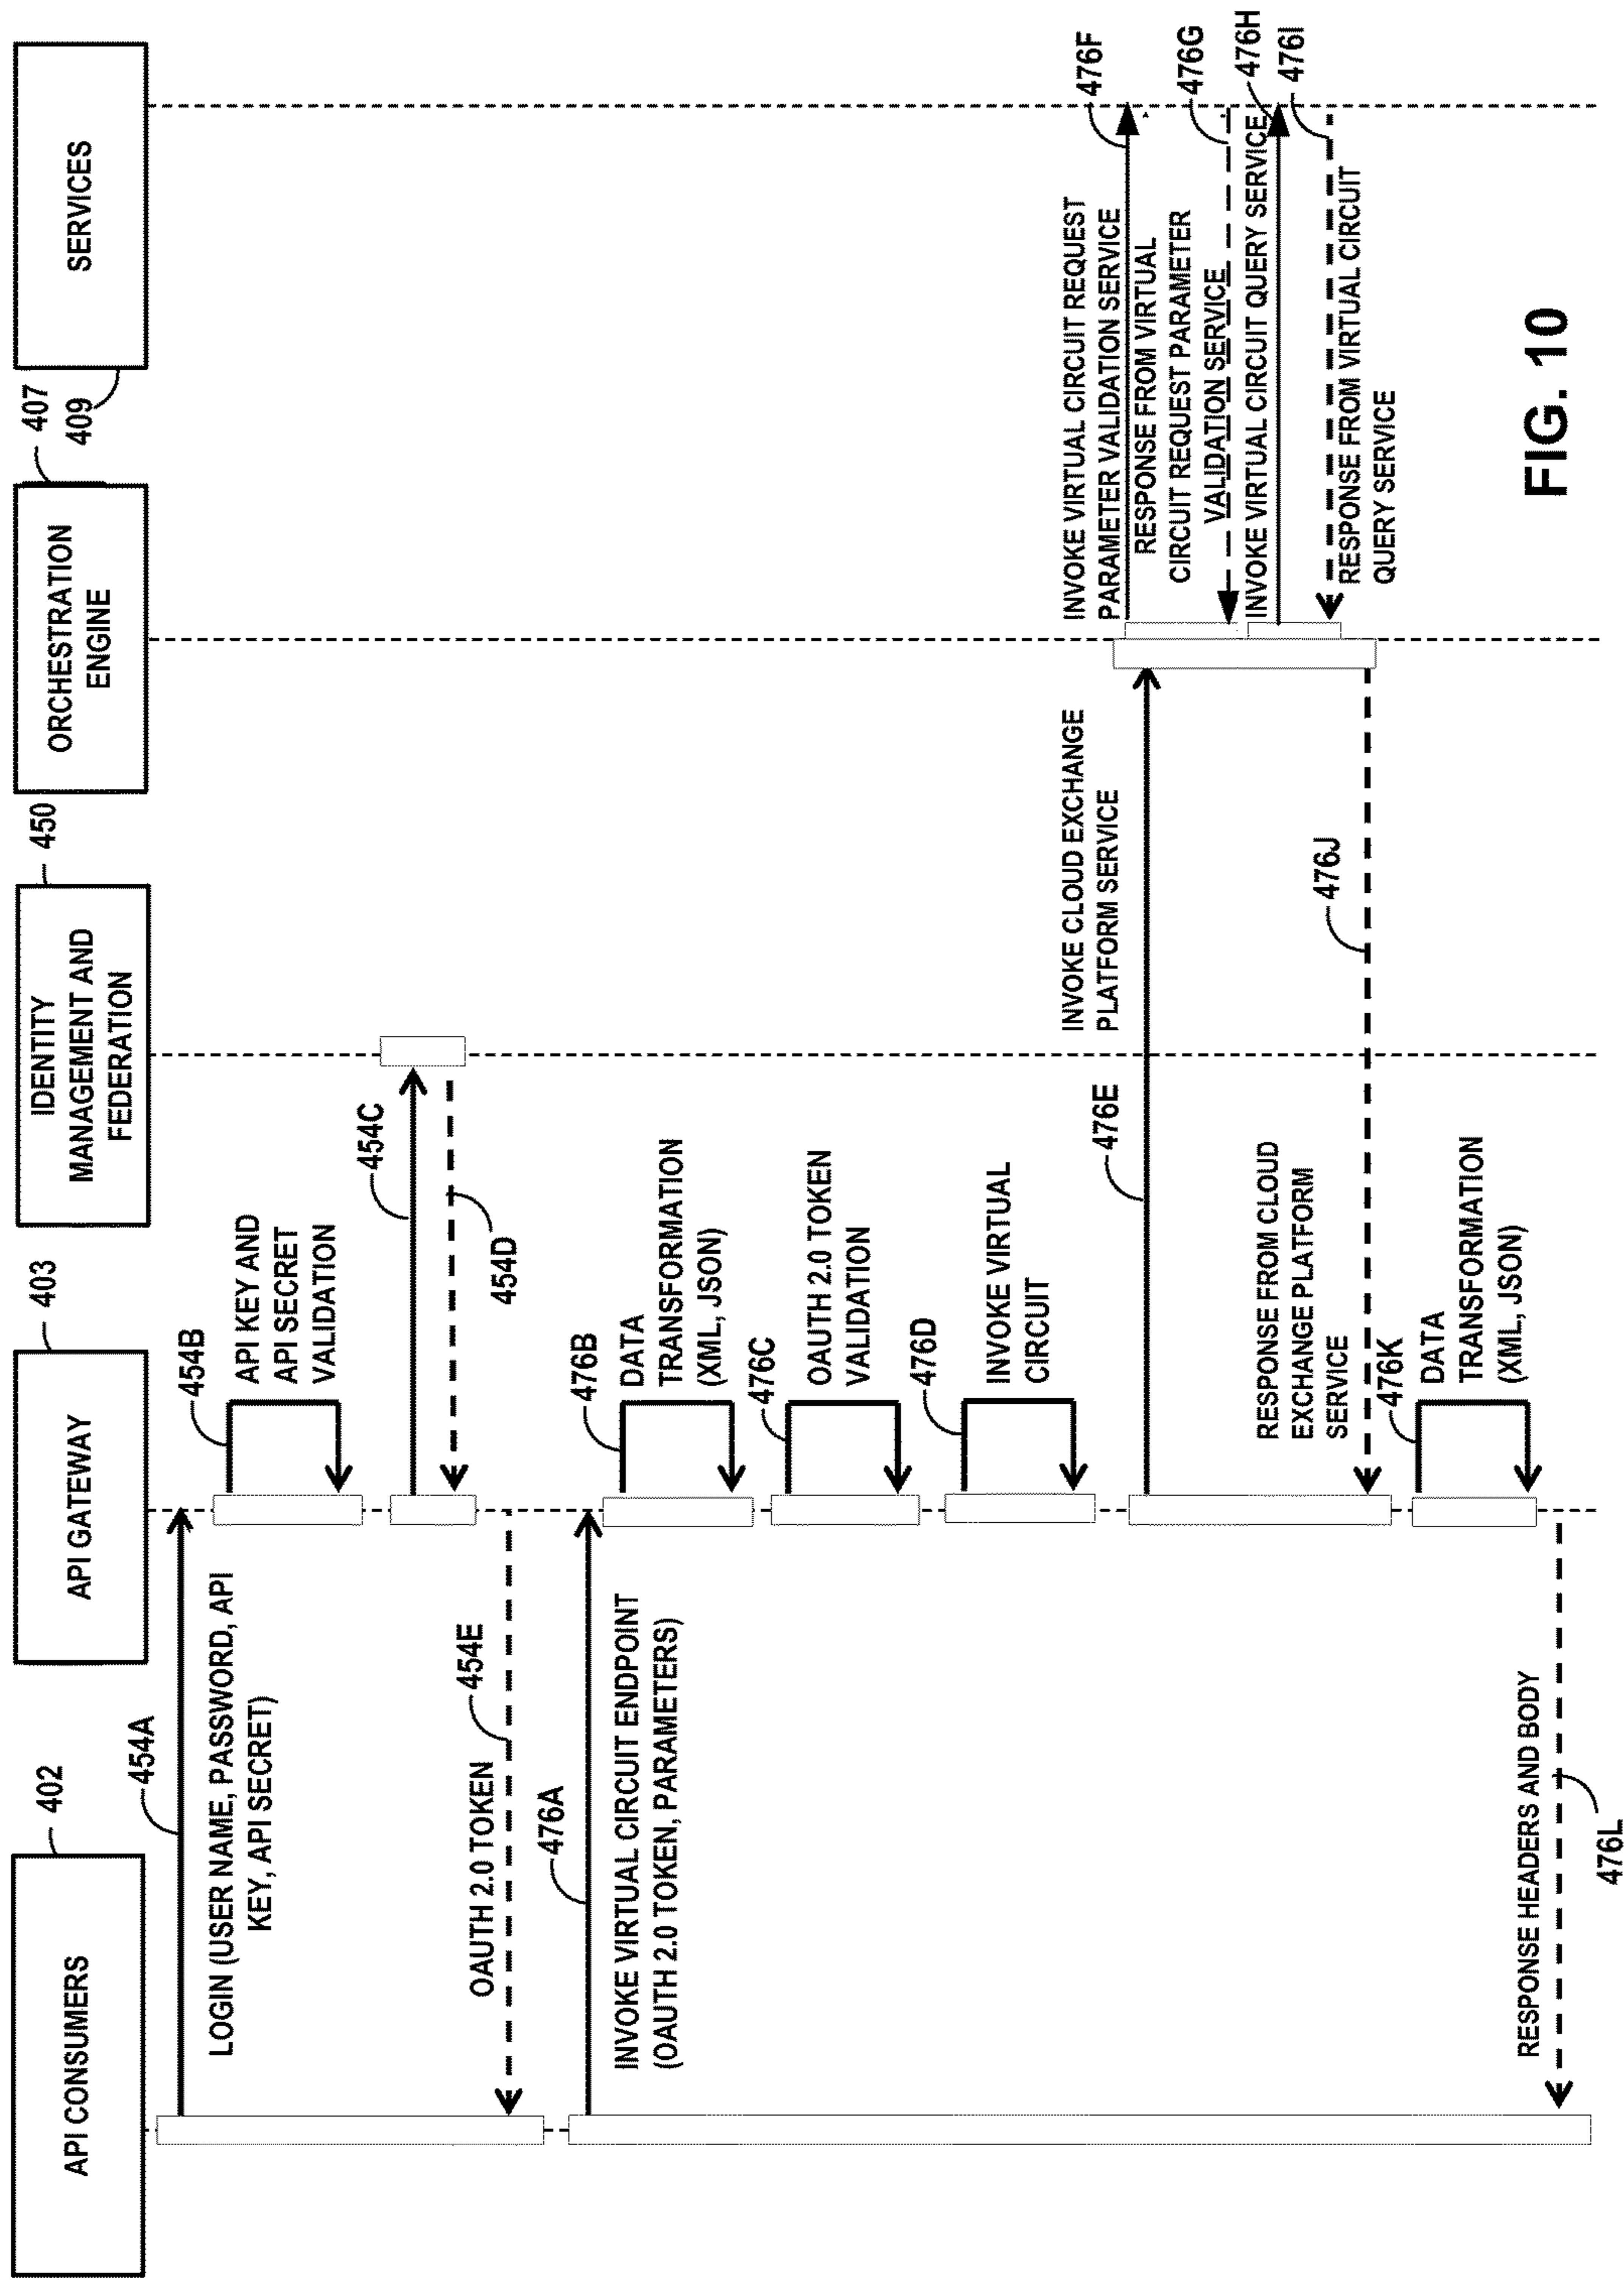 API CONSUMERS
402
API GATEWAY
403
IDENTITY
MANAGEMENT AND
FEDERATION
450
ORCHESTRATION
ENGINE
407
SERVICES
409
454A
LOGIN (USER NAME, PASSWORD, API
KEY, API SECRET)
454B
API KEY AND
API SECRET
VALIDATION
454C
454D
454E
OAUTH 2.0 TOKEN
476A
INVOKE VIRTUAL CIRCUIT ENDPOINT
(OAUTH 2.0 TOKEN, PARAMETERS)
476B
DATA
TRANSFORMATION
(XML, JSON)
476C
OAUTH 2.0 TOKEN
VALIDATION
476D
INVOKE VIRTUAL
CIRCUIT
476E
INVOKE CLOUD EXCHANGE
PLATFORM SERVICE
476F
INVOKE VIRTUAL CIRCUIT REQUEST
PARAMETER VALIDATION SERVICE
RESPONSE FROM VIRTUAL
CIRCUIT REQUEST PARAMETER
VALIDATION SERVICE
476G
INVOKE VIRTUAL CIRCUIT QUERY SERVICE
476H
476I
RESPONSE FROM VIRTUAL CIRCUIT
QUERY SERVICE
476J
RESPONSE FROM CLOUD
EXCHANGE PLATFORM
SERVICE
476K
DATA
TRANSFORMATION
(XML, JSON)
RESPONSE HEADERS AND BODY
476L
FIG. 10